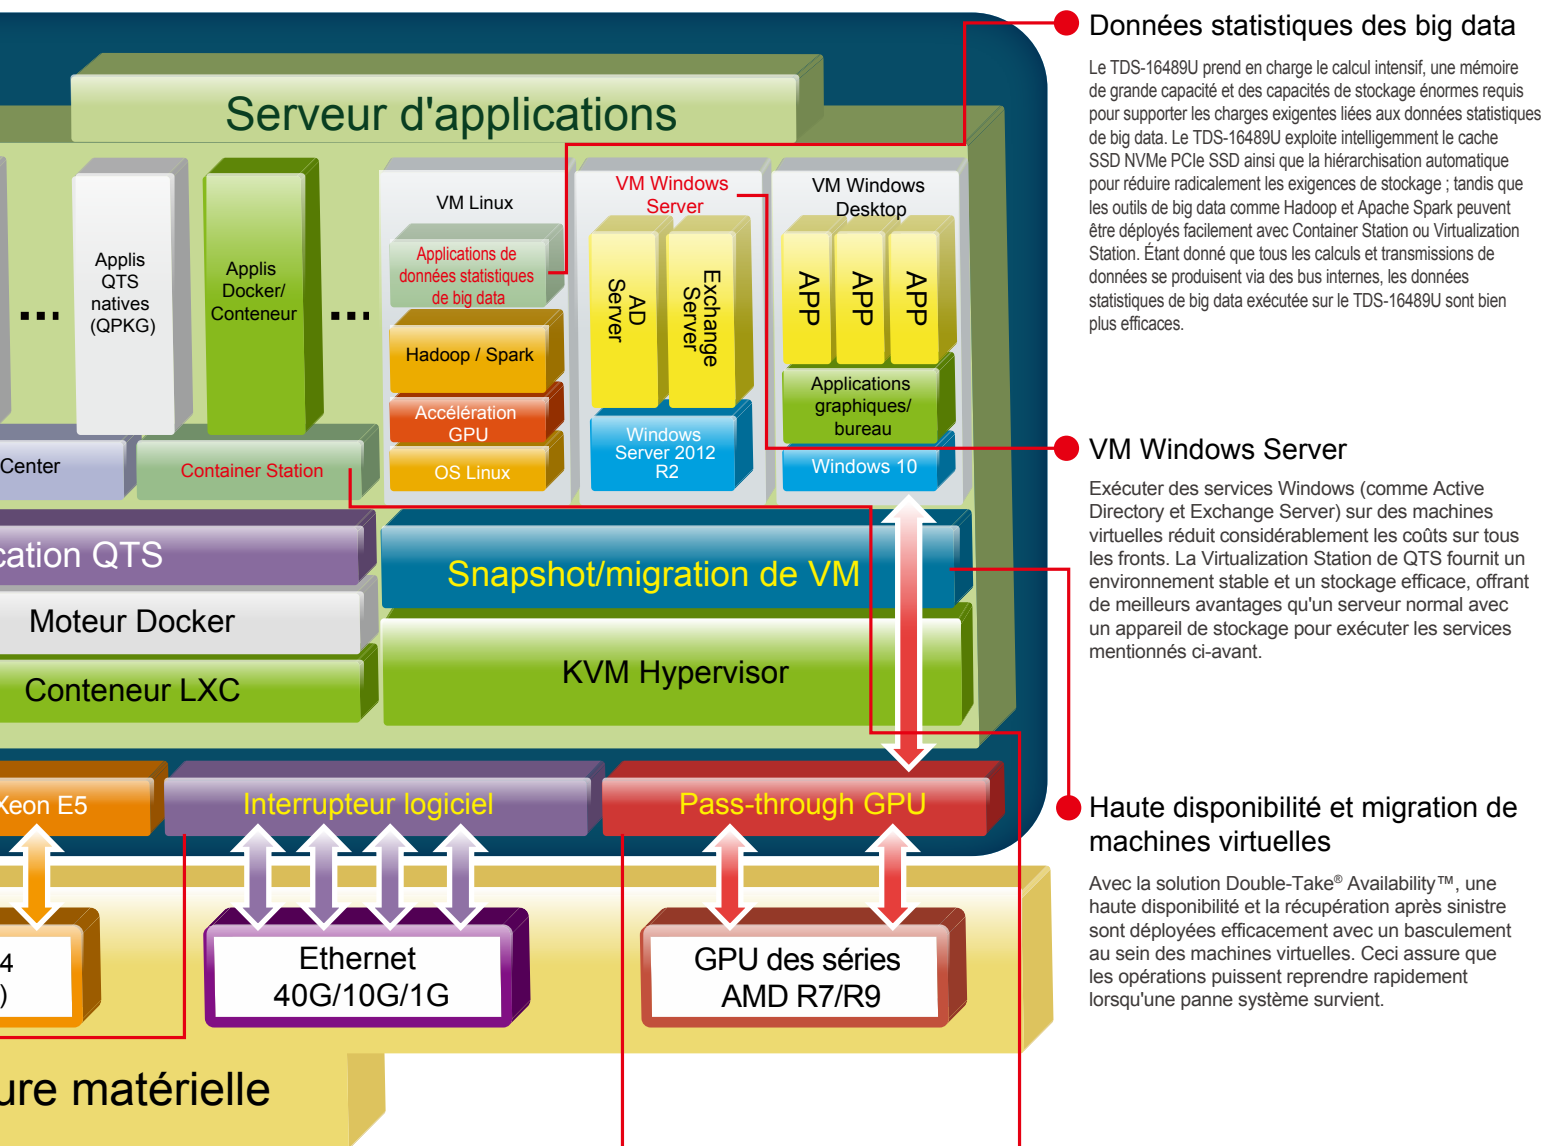 Serveur d'applications
Applis
QTS
natives
(QPKG)
Applis
Docker/
Conteneur
...
...
VM Linux
Applications de
données statistiques
de big data
Hadoop / Spark
Accélération
GPU
OS Linux
VM Windows
Server
AD
Server
Exchange
Server
Windows
Server 2012
R2
VM Windows
Desktop
APP
APP
APP
Applications
graphiques/
bureau
Windows 10
Center
Container Station
cation QTS
Snapshot/migration de VM
Moteur Docker
Conteneur LXC
KVM Hypervisor
Xeon E5
Interrupteur logiciel
Pass-through GPU
4
)
Ethernet
40G/10G/1G
GPU des séries
AMD R7/R9
ure matérielle
Données statistiques des big data
Le TDS-16489U prend en charge le calcul intensif, une mémoire
de grande capacité et des capacités de stockage énormes requis
pour supporter les charges exigentes liées aux données statistiques
de big data. Le TDS-16489U exploite intelligemment le cache
SSD NVMe PCIe SSD ainsi que la hiérarchisation automatique
pour réduire radicalement les exigences de stockage ; tandis que
les outils de big data comme Hadoop et Apache Spark peuvent
être déployés facilement avec Container Station ou Virtualization
Station. Étant donné que tous les calculs et transmissions de
données se produisent via des bus internes, les données
statistiques de big data exécutée sur le TDS-16489U sont bien
plus efficaces.
VM Windows Server
Exécuter des services Windows (comme Active
Directory et Exchange Server) sur des machines
virtuelles réduit considérablement les coûts sur tous
les fronts. La Virtualization Station de QTS fournit un
environnement stable et un stockage efficace, offrant
de meilleurs avantages qu'un serveur normal avec
un appareil de stockage pour exécuter les services
mentionnés ci-avant.
Haute disponibilité et migration de
machines virtuelles
Avec la solution Double-Take® Availability™, une
haute disponibilité et la récupération après sinistre
sont déployées efficacement avec un basculement
au sein des machines virtuelles. Ceci assure que
les opérations puissent reprendre rapidement
lorsqu'une panne système survient.